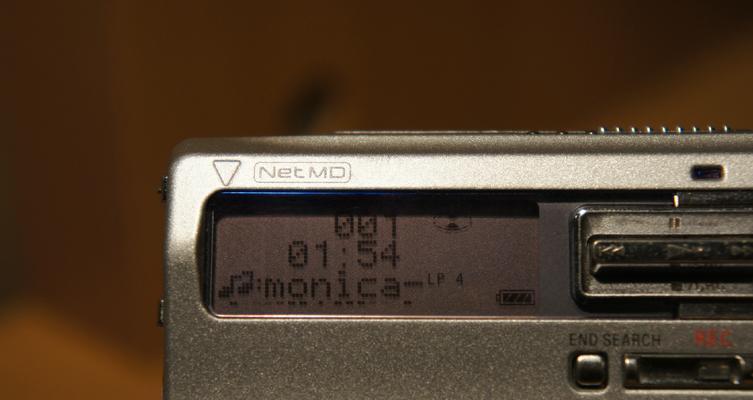 NetMD
001
01:54
:monica-
LP 4
END SEARCH
REC